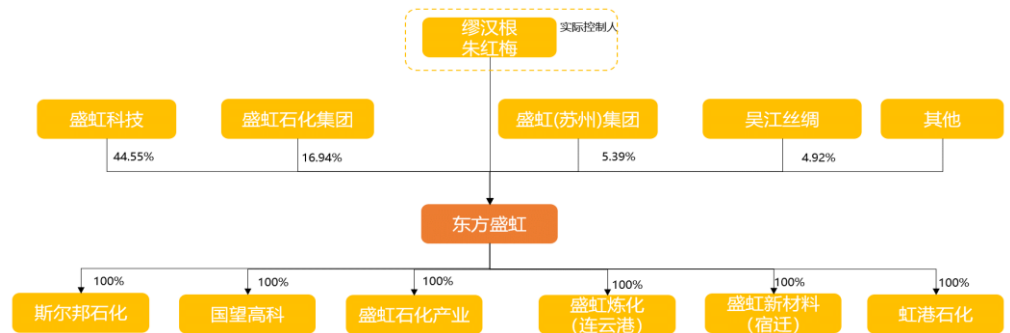 缪汉根
朱红梅
实际控制人
盛虹科技
盛虹石化集团
盛虹(苏州)集团
吴江丝绸
其他
44.55%
16.94%
5.39%
4.92%
东方盛虹
100%
100%
100%
100%
100%
100%
斯尔邦石化
国望高科
盛虹石化产业
盛虹炼化
（连云港）
盛虹新材料
（宿迁）
虹港石化